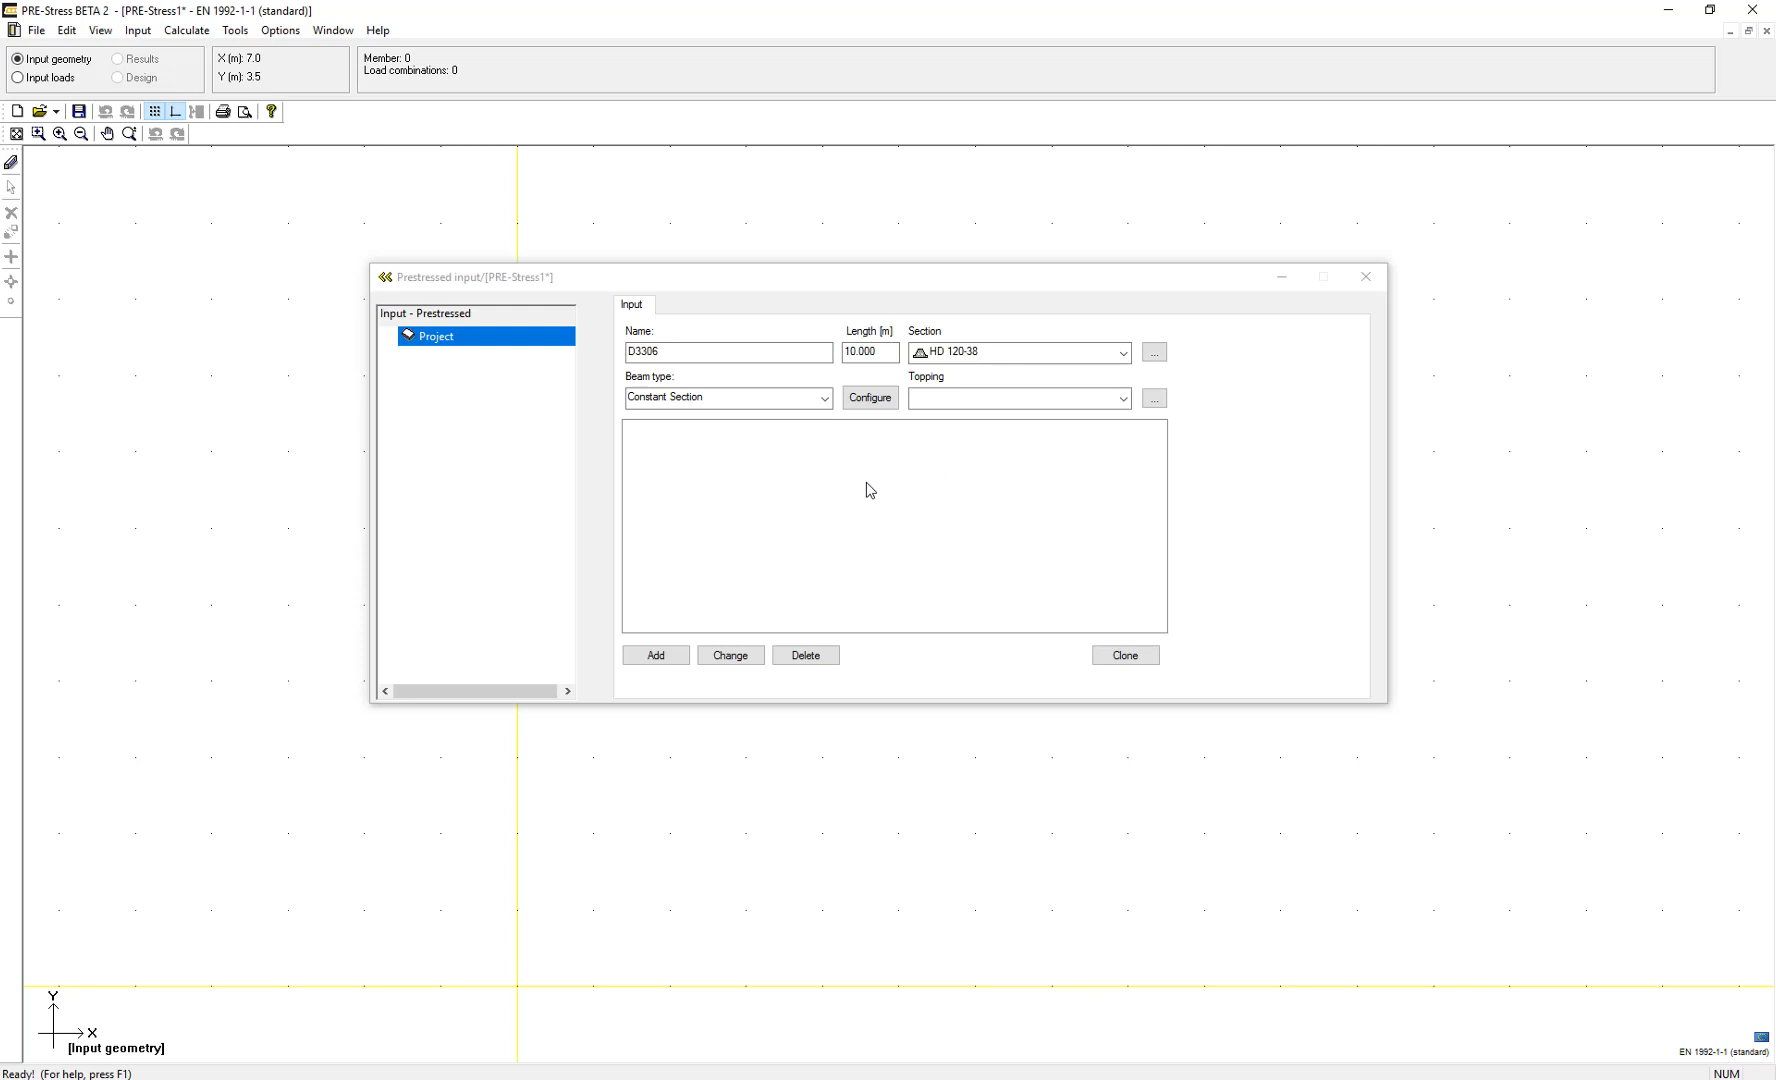 PRE-Stress BETA 2 - [PRE-Stress1* - EN 1992-1-1 (standard)]
File Edit View Input Calculate Tools Options Window Help
Input geometry Results X (m): 7.0 Member: 0
Input loads Design Y (m): 3.5 Load combinations: 0
Prestressed input/[PRE-Stress1*]
Input - Prestressed
Project
Input
Name: Length [m] Section
D3306 10.000 HD 120-38 ...
Beam type: Topping
Constant Section Configure ...
Add Change Delete Clone
Y
X
[Input geometry]
EN 1992-1-1 (standard)
Ready! (For help, press F1) NUM